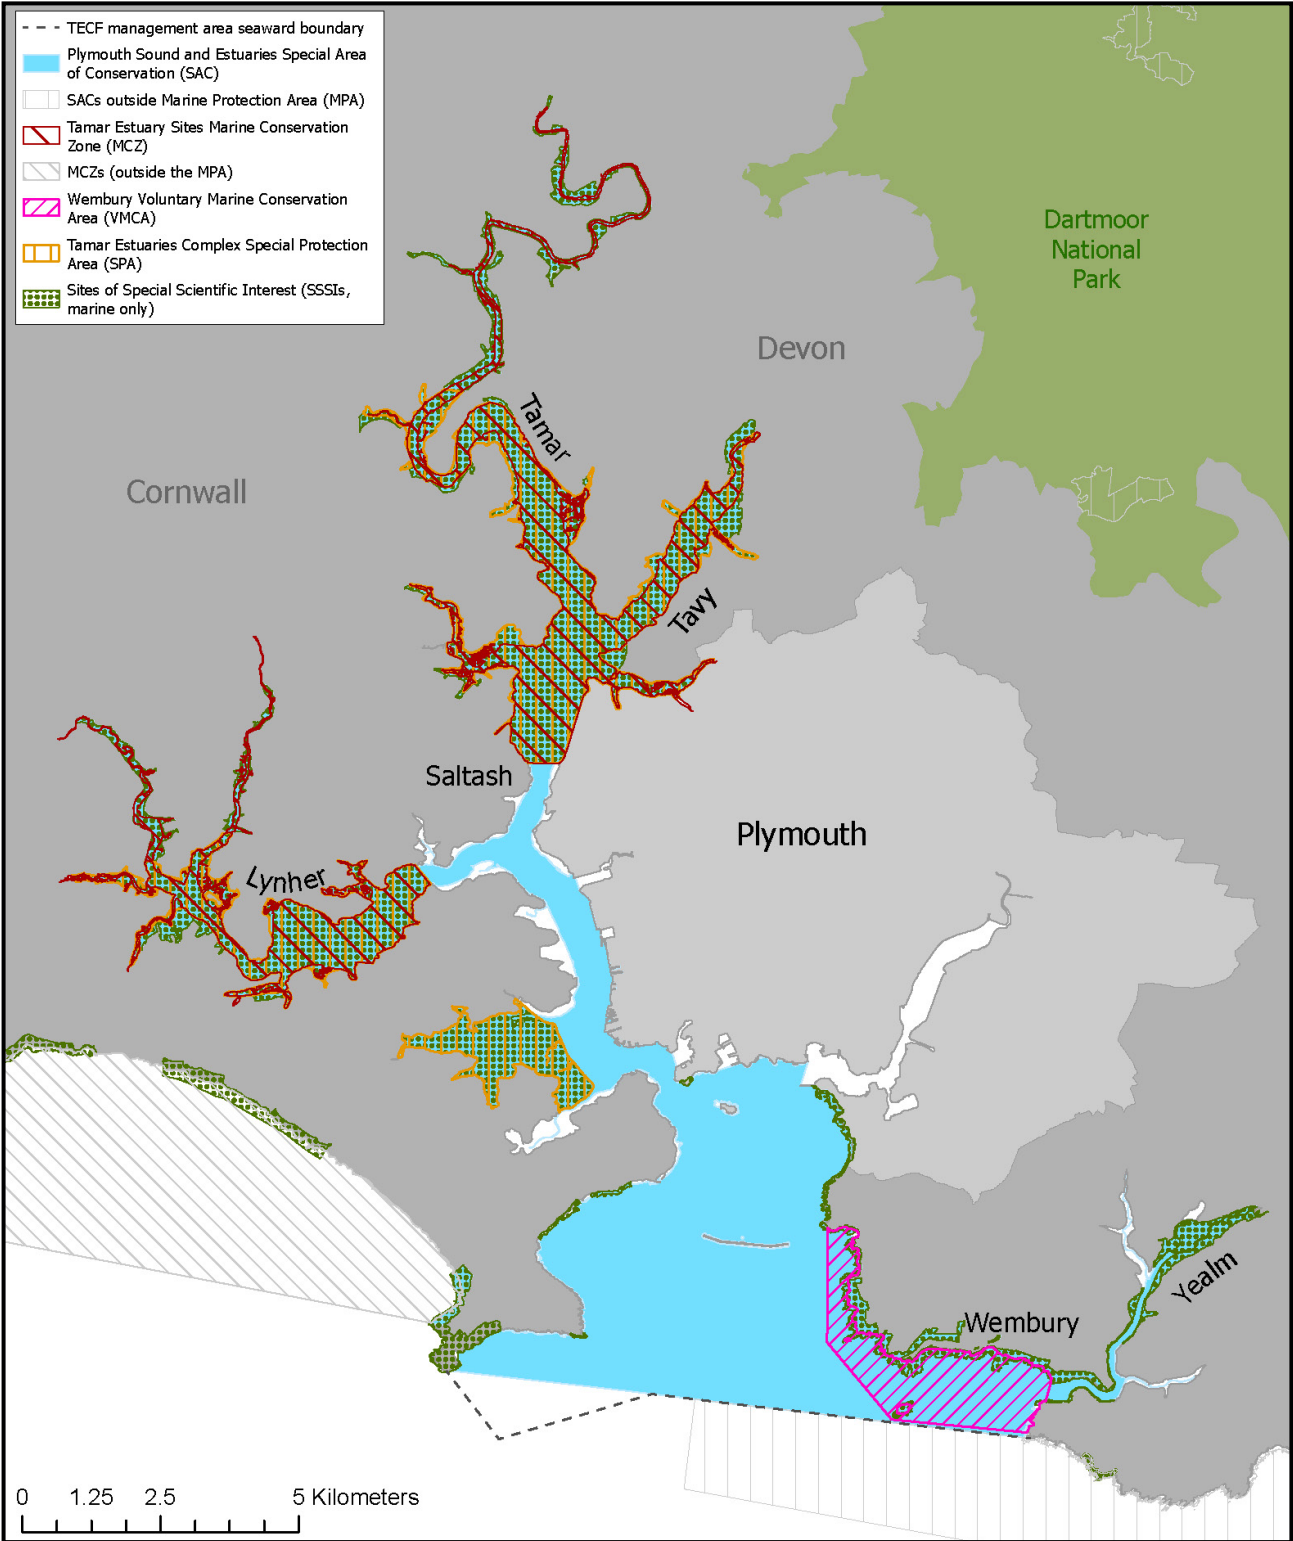 TECF management area seaward boundary
Plymouth Sound and Estuaries Special Area
of Conservation (SAC)
SACs outside Marine Protection Area (MPA)
Tamar Estuary Sites Marine Conservation
Zone (MCZ)
MCZs (outside the MPA)
Wembury Voluntary Marine Conservation
Area (VMCA)
Tamar Estuaries Complex Special Protection
Area (SPA)
Sites of Special Scientific Interest (SSSIs,
marine only)
Dartmoor
National
Park
Devon
Tamar
Cornwall
Tavy
Saltash
Plymouth
Lynher
Yealm
Wembury
0 1.25 2.5 5 Kilometers